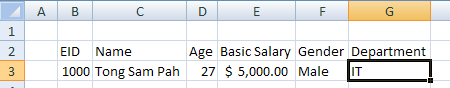 A B C D E F G
1
2 EID Name Age Basic Salary Gender Department
3 1000 Tong Sam Pah 27 $ 5,000.00 Male IT